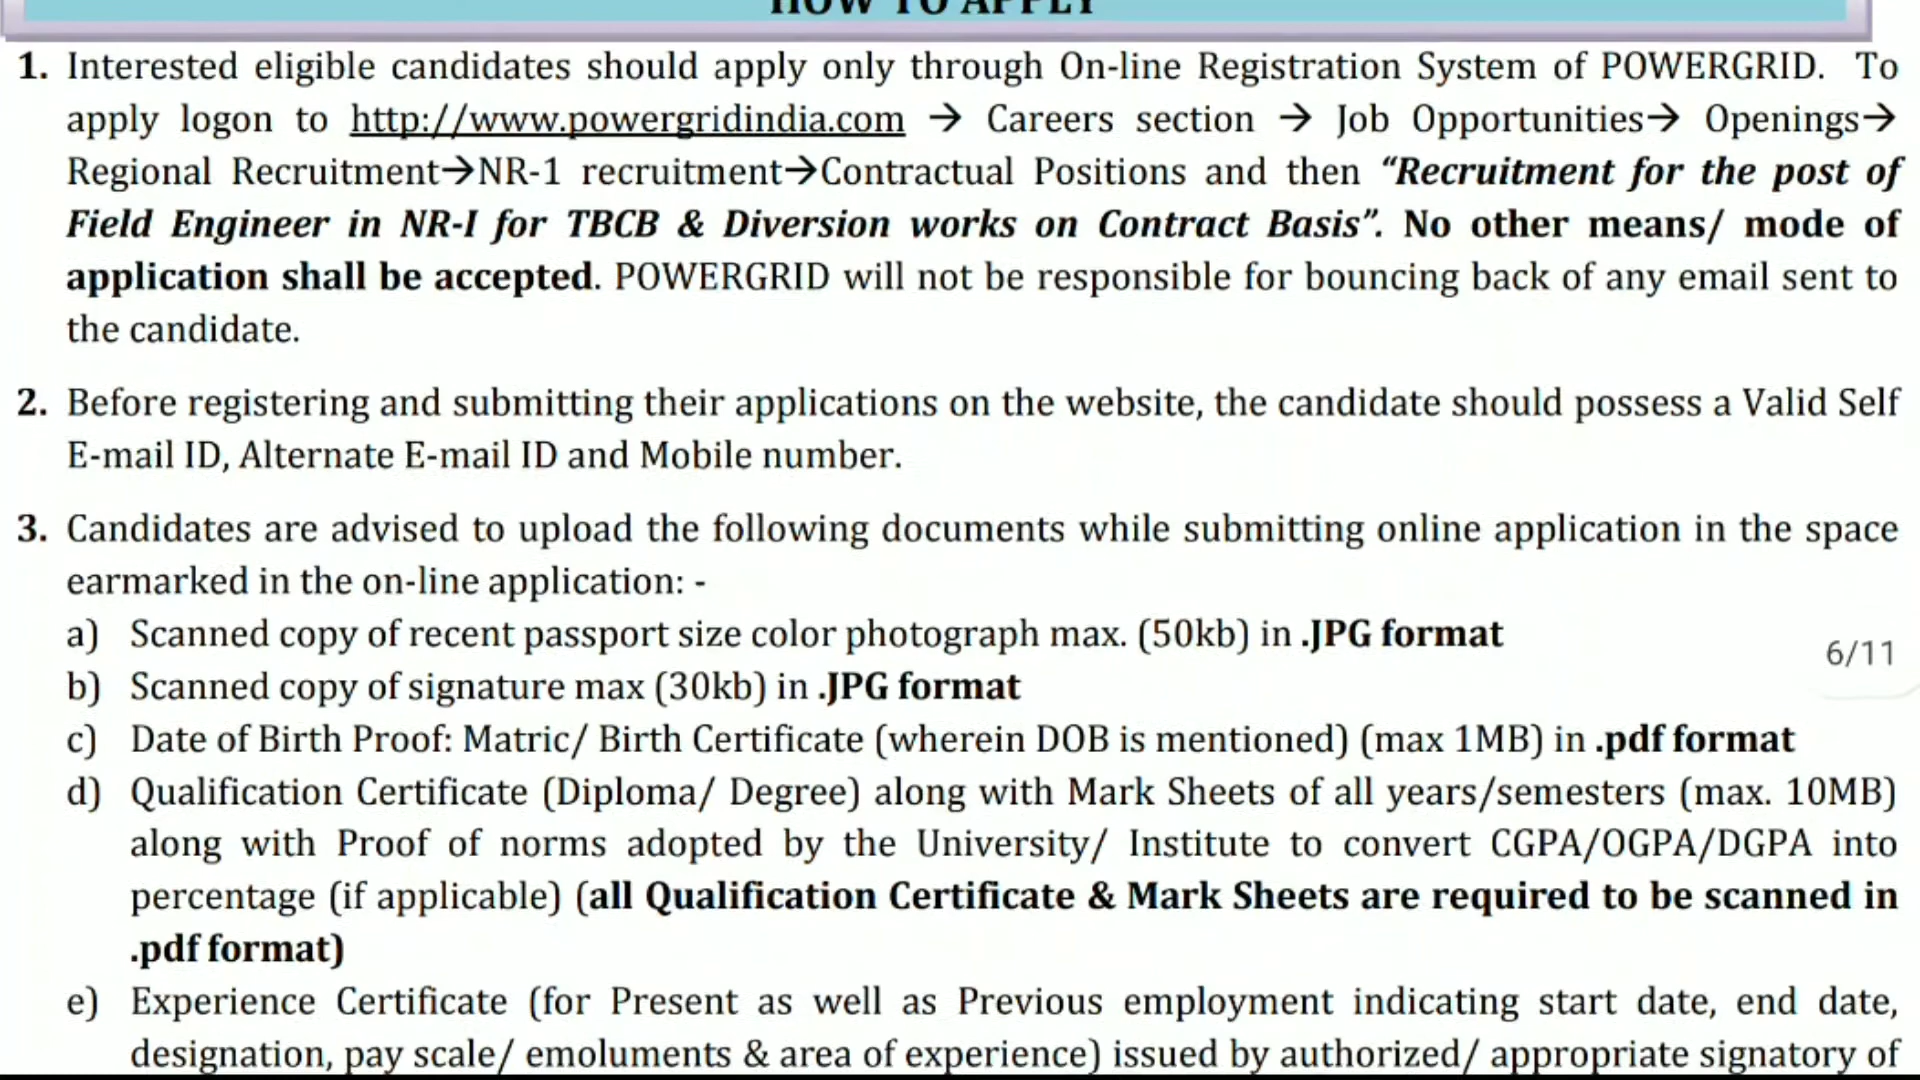 HOW TO APPLY
1. Interested eligible candidates should apply only through On-line Registration System of POWERGRID. To
apply logon to http://www.powergridindia.com → Careers section → Job Opportunities→ Openings→
Regional Recruitment→NR-1 recruitment→Contractual Positions and then “Recruitment for the post of
Field Engineer in NR-I for TBCB & Diversion works on Contract Basis”. No other means/ mode of
application shall be accepted. POWERGRID will not be responsible for bouncing back of any email sent to
the candidate.
2. Before registering and submitting their applications on the website, the candidate should possess a Valid Self
E-mail ID, Alternate E-mail ID and Mobile number.
3. Candidates are advised to upload the following documents while submitting online application in the space
earmarked in the on-line application: -
a) Scanned copy of recent passport size color photograph max. (50kb) in .JPG format
6/11
b) Scanned copy of signature max (30kb) in .JPG format
c) Date of Birth Proof: Matric/ Birth Certificate (wherein DOB is mentioned) (max 1MB) in .pdf format
d) Qualification Certificate (Diploma/ Degree) along with Mark Sheets of all years/semesters (max. 10MB)
along with Proof of norms adopted by the University/ Institute to convert CGPA/OGPA/DGPA into
percentage (if applicable) (all Qualification Certificate & Mark Sheets are required to be scanned in
.pdf format)
e) Experience Certificate (for Present as well as Previous employment indicating start date, end date,
designation, pay scale/ emoluments & area of experience) issued by authorized/ appropriate signatory of